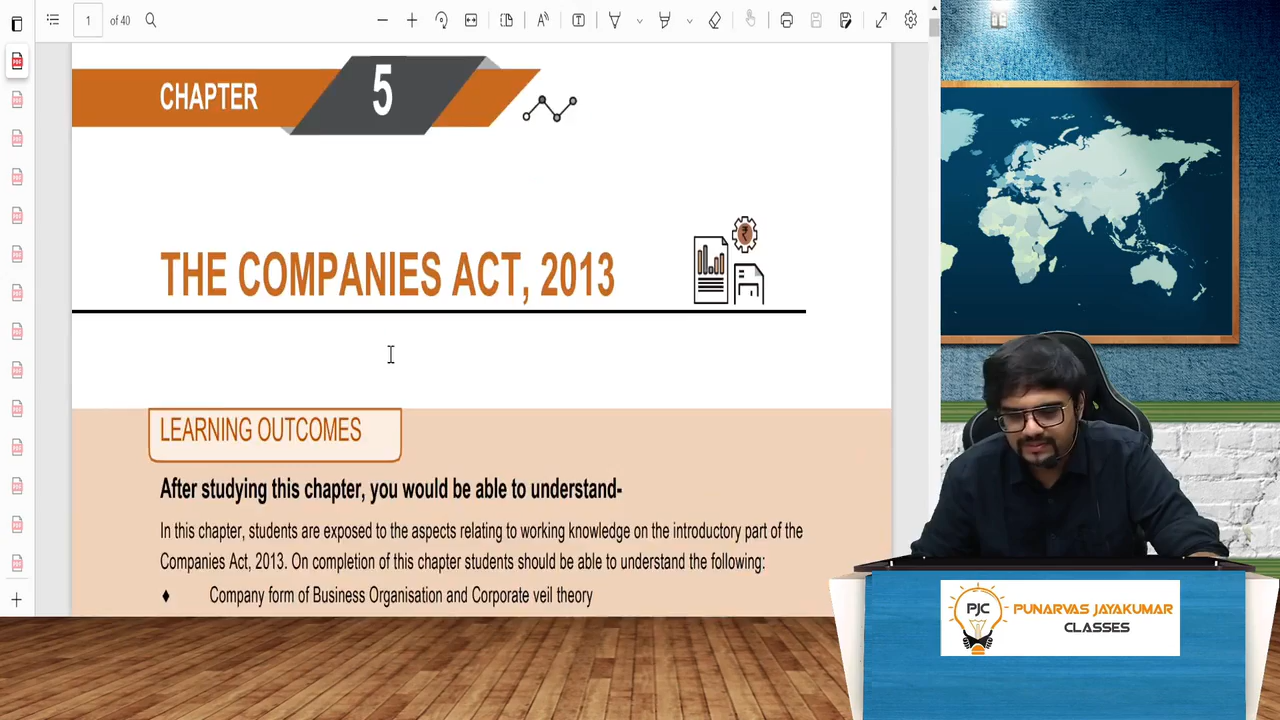 1 of 40
CHAPTER 5
THE COMPANIES ACT, 2013
LEARNING OUTCOMES
After studying this chapter, you would be able to understand-
In this chapter, students are exposed to the aspects relating to working knowledge on the introductory part of the
Companies Act, 2013. On completion of this chapter students should be able to understand the following:
♦ Company form of Business Organisation and Corporate veil theory
PJC
PUNARVAS JAYAKUMAR
CLASSES